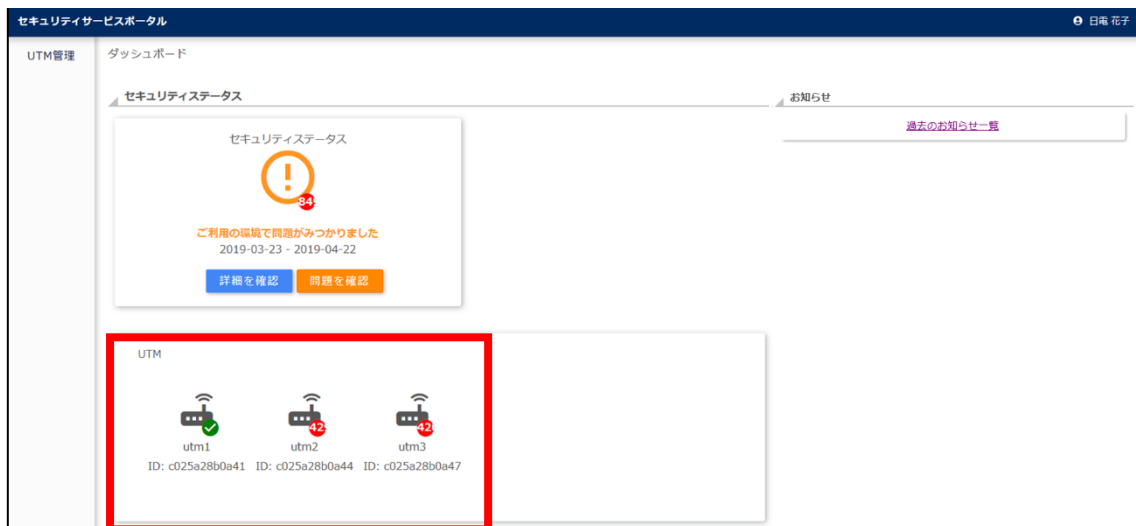 セキュリティサービスポータル
日電 花子
UTM管理
ダッシュボード
セキュリティステータス
お知らせ
過去のお知らせ一覧
セキュリティステータス
84
ご利用の環境で問題がみつかりました
2019-03-23 - 2019-04-22
詳細を確認 問題を確認
UTM
42 42
utm1 utm2 utm3
ID: c025a28b0a41 ID: c025a28b0a44 ID: c025a28b0a47